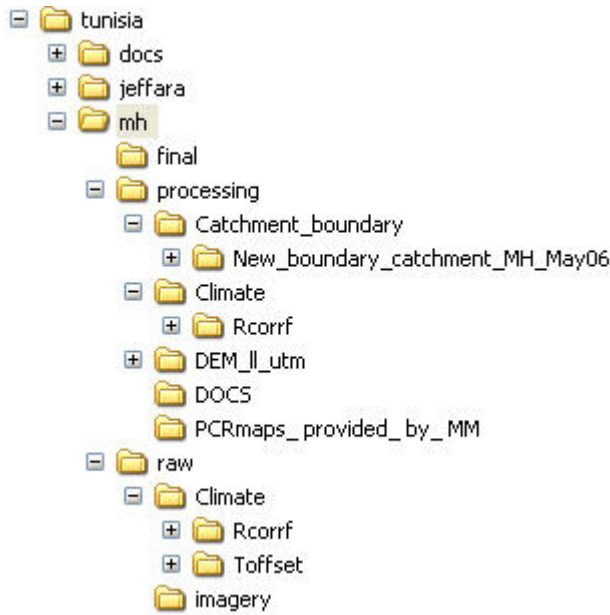 tunisia
docs
jeffara
mh
final
processing
Catchment_boundary
New_boundary_catchment_MH_May06
Climate
Rcorrf
DEM_ll_utm
DOCS
PCRmaps_ provided_ by_ MM
raw
Climate
Rcorrf
Toffset
imagery